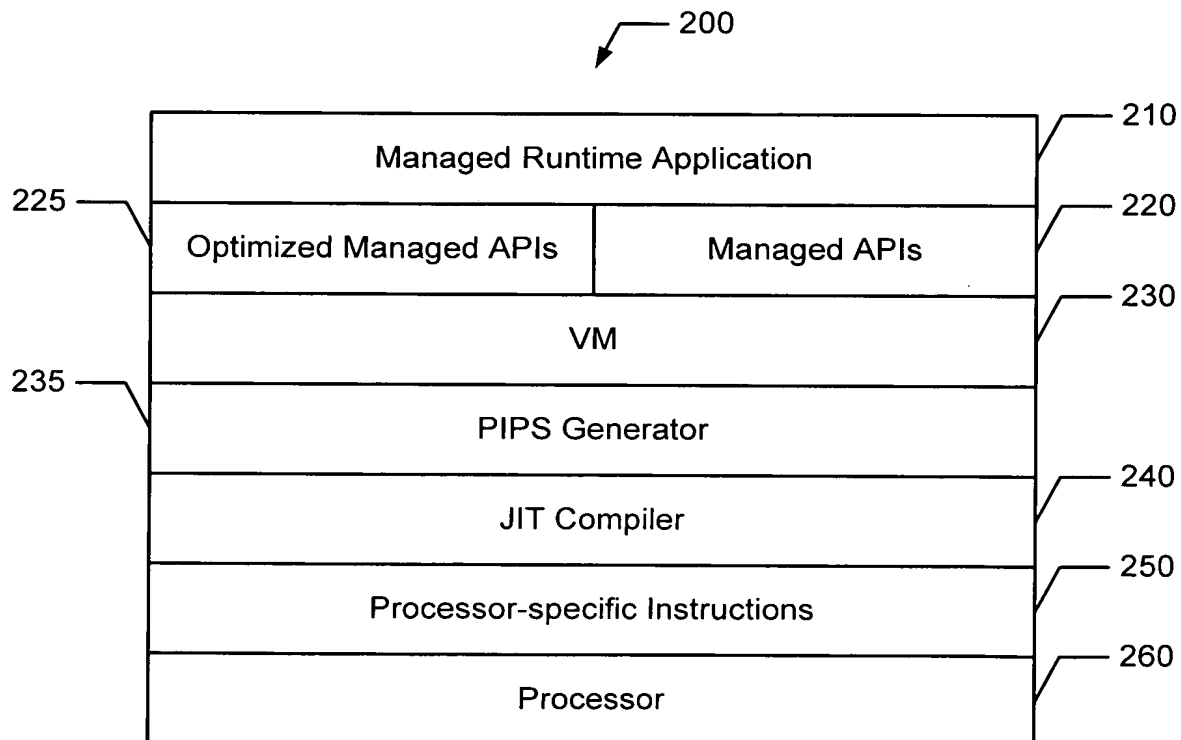 200
210
Managed Runtime Application
225
220
Optimized Managed APIs
Managed APIs
230
VM
235
PIPS Generator
240
JIT Compiler
250
Processor-specific Instructions
260
Processor